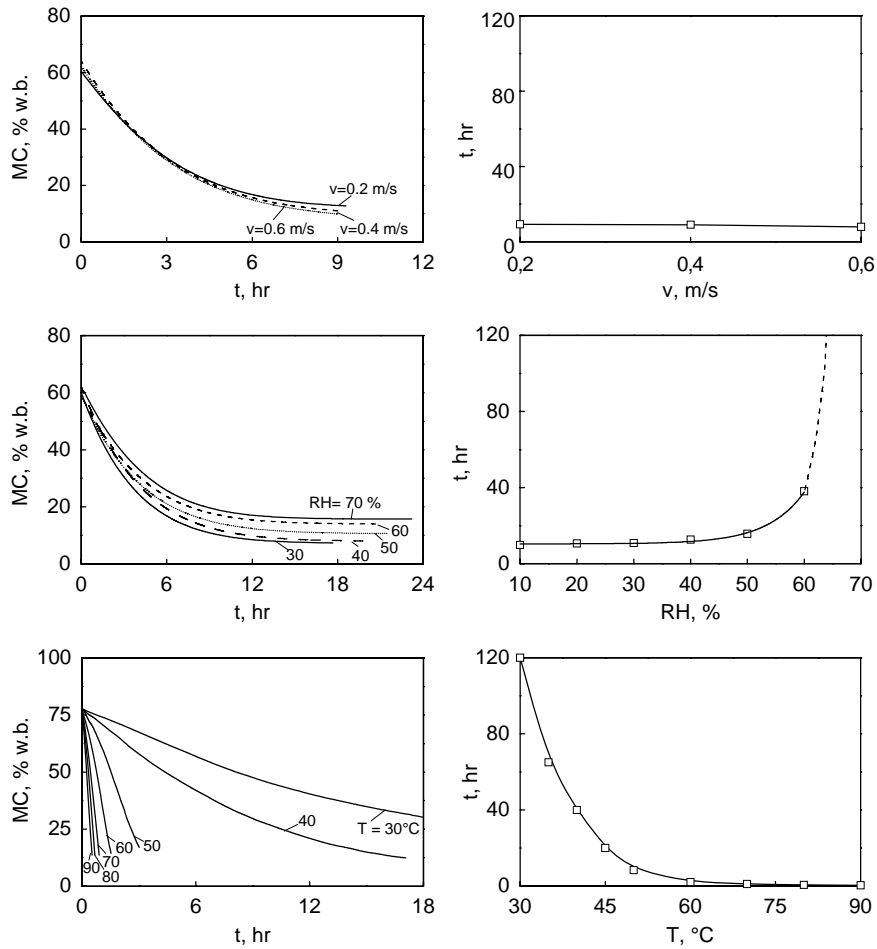 80
60
40
20
0
MC, % w.b.
v=0.2 m/s
v=0.6 m/s
v=0.4 m/s
0 3 6 9 12
t, hr
120
80
40
0
t, hr
0,2 0,4 0,6
v, m/s
80
60
40
20
0
MC, % w.b.
RH= 70 %
60
50
40
30
0 6 12 18 24
t, hr
120
80
40
0
t, hr
10 20 30 40 50 60 70
RH, %
100
75
50
25
0
MC, % w.b.
T = 30°C
40
50
60
70
80
90
0 6 12 18
t, hr
120
80
40
0
t, hr
30 45 60 75 90
T, °C